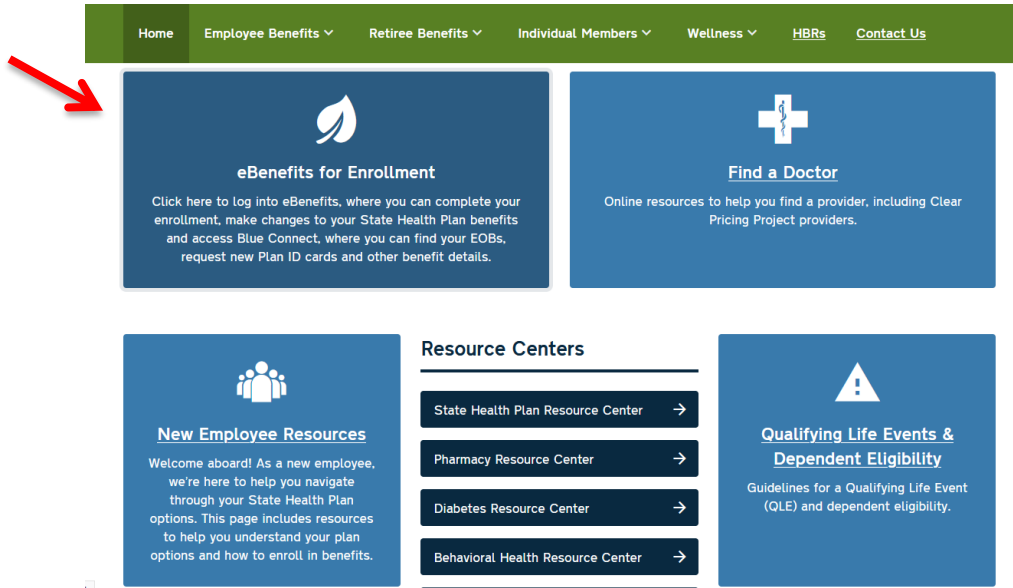 Home Employee Benefits Retiree Benefits Individual Members Wellness HBRs Contact Us
eBenefits for Enrollment
Click here to log into eBenefits, where you can complete your
enrollment, make changes to your State Health Plan benefits
and access Blue Connect, where you can find your EOBs,
request new Plan ID cards and other benefit details.
Find a Doctor
Online resources to help you find a provider, including Clear
Pricing Project providers.
New Employee Resources
Welcome aboard! As a new employee,
we're here to help you navigate
through your State Health Plan
options. This page includes resources
to help you understand your plan
options and how to enroll in benefits.
Resource Centers
State Health Plan Resource Center
Pharmacy Resource Center
Diabetes Resource Center
Behavioral Health Resource Center
Qualifying Life Events &
Dependent Eligibility
Guidelines for a Qualifying Life Event
(QLE) and dependent eligibility.